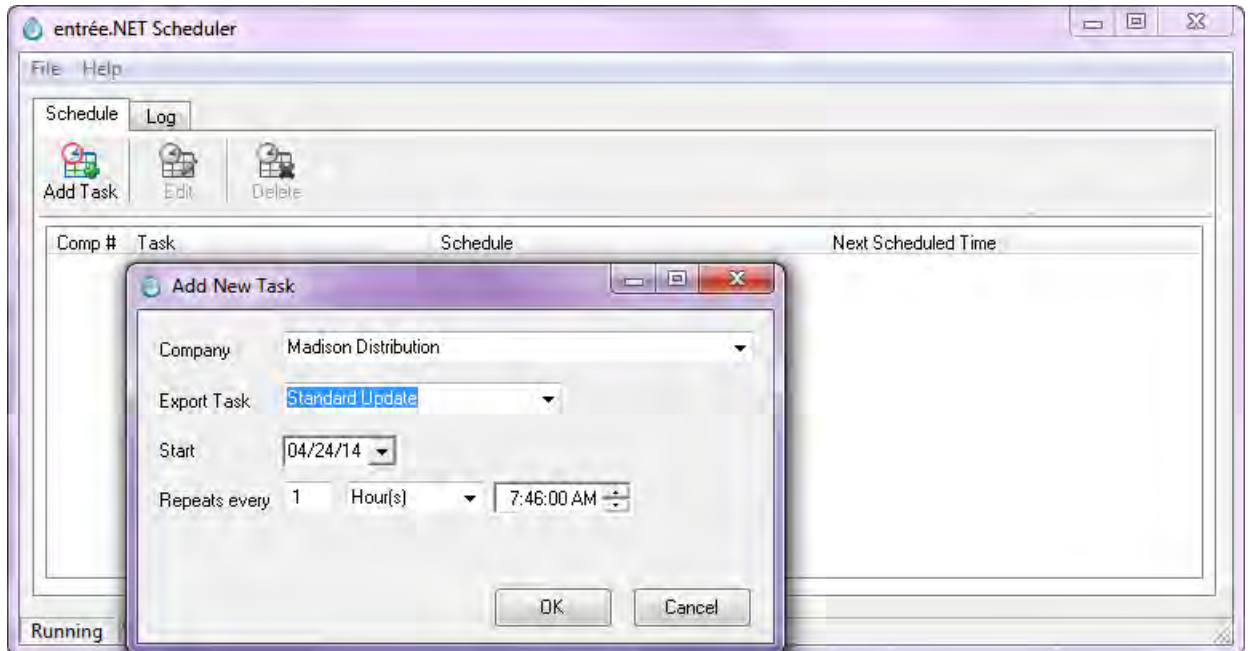 entrée.NET Scheduler
File Help
Schedule Log
Add Task Edit Delete
Comp # Task Schedule Next Scheduled Time
Add New Task
Company Madison Distribution
Export Task Standard Update
Start 04/24/14
Repeats every 1 Hour(s) 7:46:00 AM
OK Cancel
Running